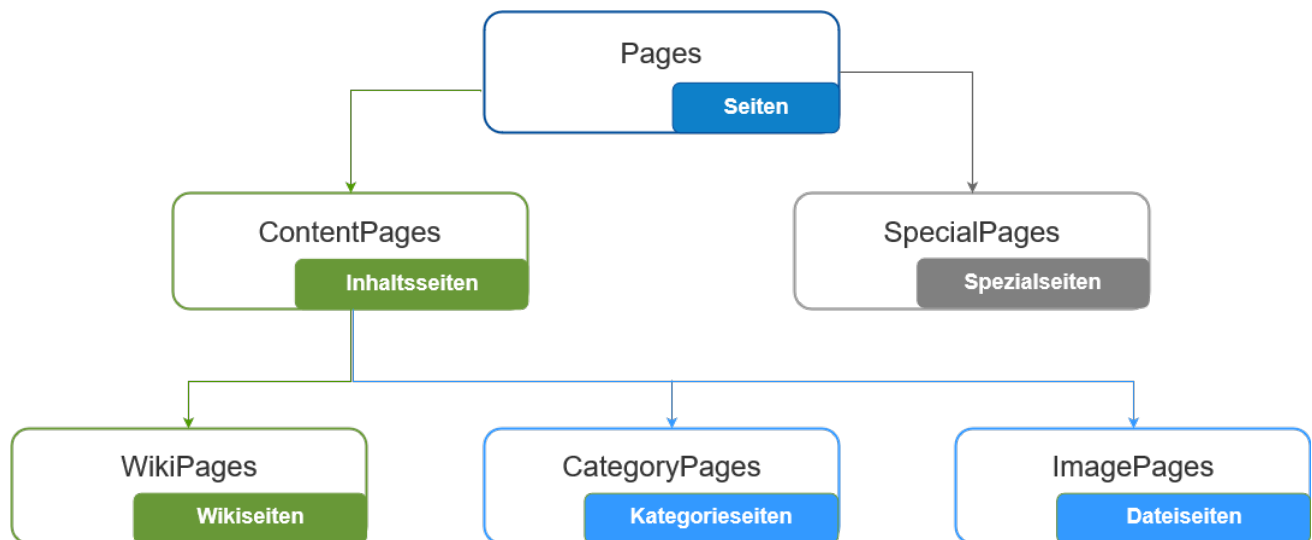 Pages
Seiten
ContentPages
Inhaltsseiten
SpecialPages
Spezialseiten
WikiPages
Wikiseiten
CategoryPages
Kategorieseiten
ImagePages
Dateiseiten